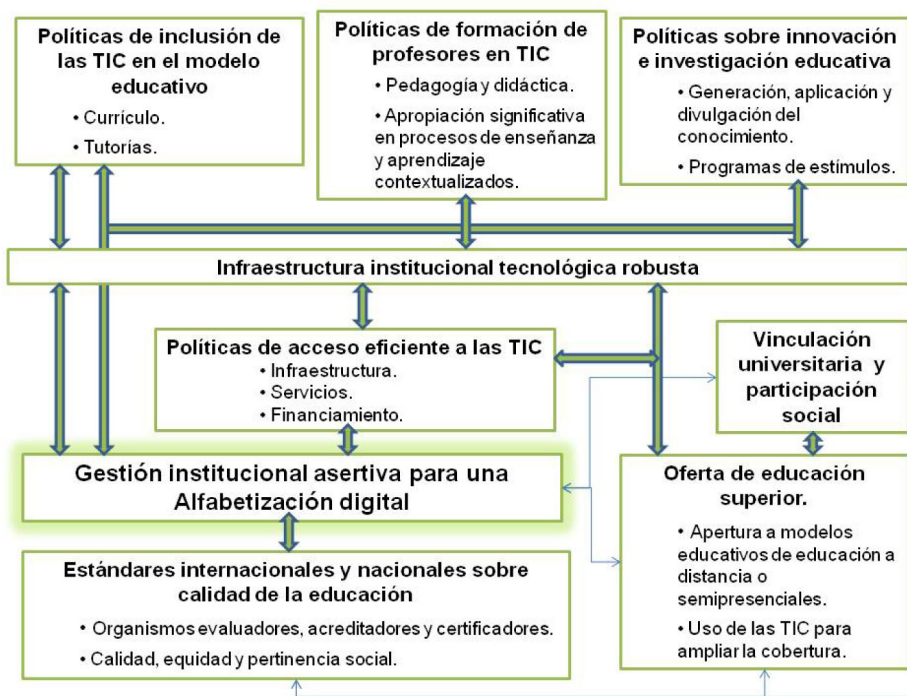 Políticas de inclusión de
las TIC en el modelo
educativo
• Currículo.
• Tutorías.
Políticas de formación de
profesores en TIC
• Pedagogía y didáctica.
• Apropiación significativa
en procesos de enseñanza
y aprendizaje
contextualizados.
Políticas sobre innovación
e investigación educativa
• Generación, aplicación y
divulgación del
conocimiento.
• Programas de estímulos.
Infraestructura institucional tecnológica robusta
Políticas de acceso eficiente a las TIC
• Infraestructura.
• Servicios.
• Financiamiento.
Vinculación
universitaria y
participación
social
Gestión institucional asertiva para una
Alfabetización digital
Oferta de educación
superior.
• Apertura a modelos
educativos de educación a
distancia o
semipresenciales.
• Uso de las TIC para
ampliar la cobertura.
Estándares internacionales y nacionales sobre
calidad de la educación
• Organismos evaluadores, acreditadores y certificadores.
• Calidad, equidad y pertinencia social.